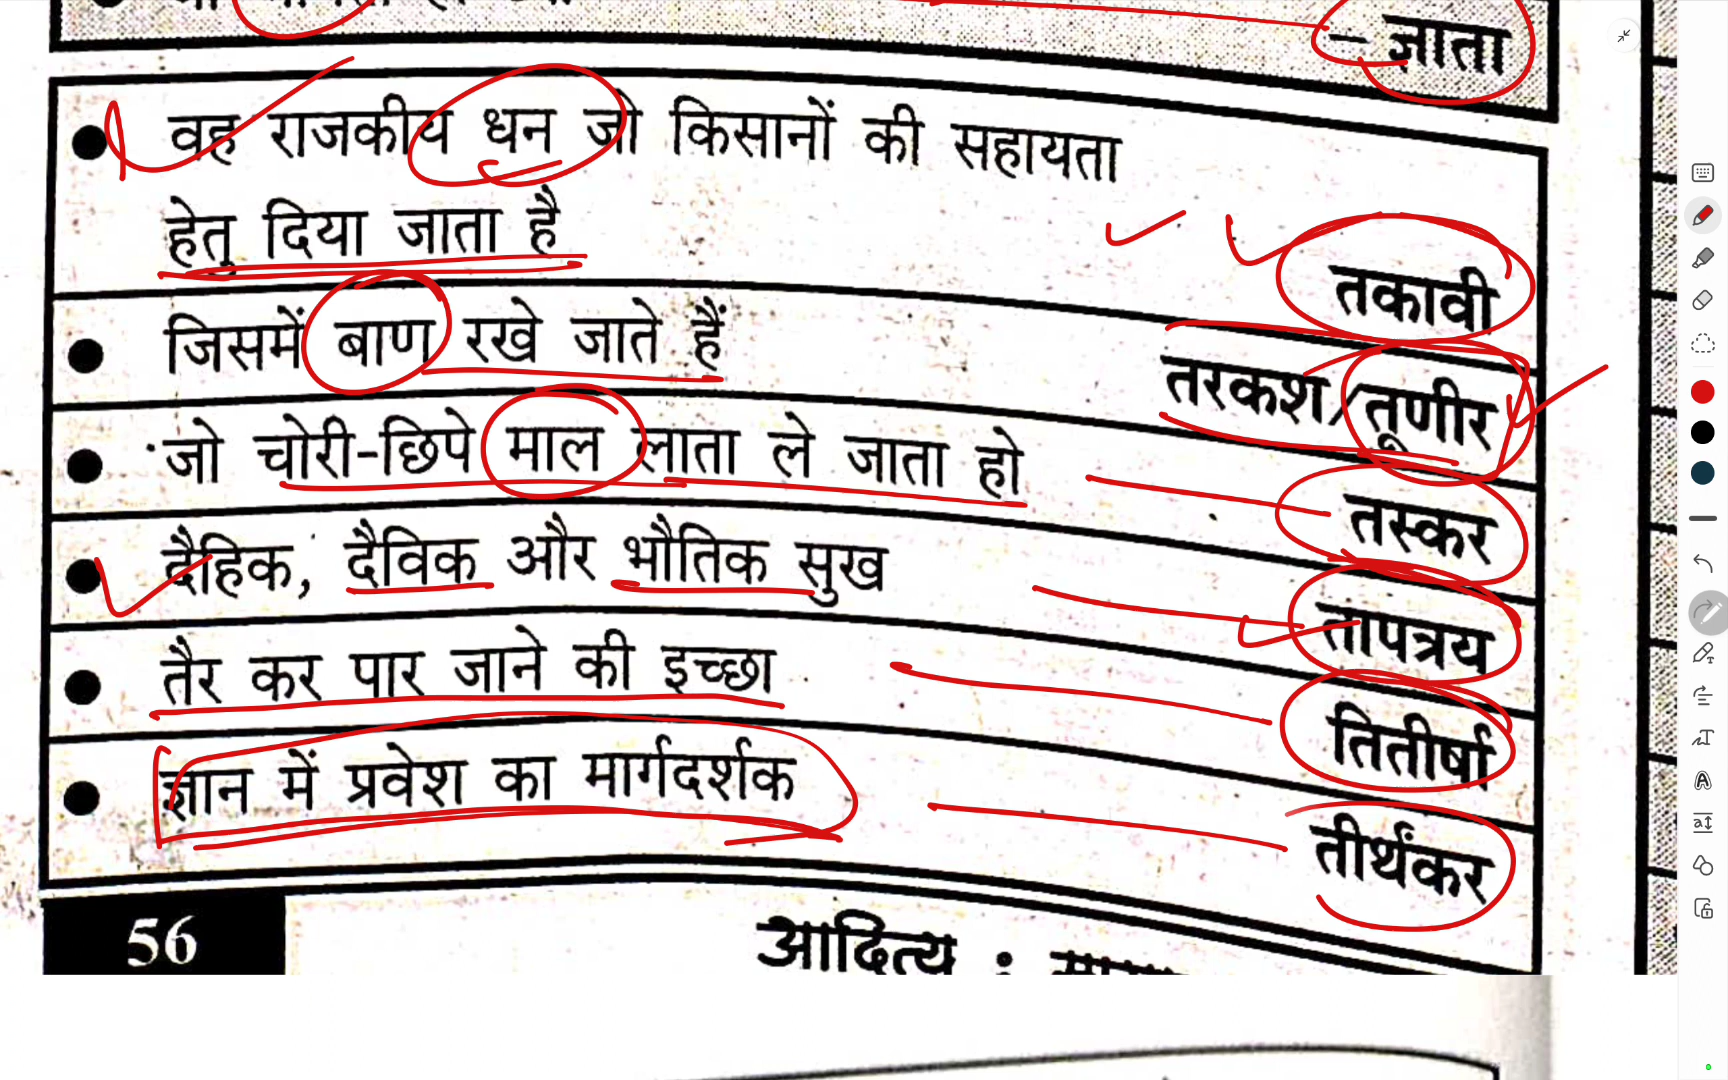 – ज्ञाता
वह राजकीय धन जो किसानों की सहायता
हेतु दिया जाता है
तकावी
जिसमें बाण रखे जाते हैं
तरकश/तूणीर
जो चोरी-छिपे माल लाता ले जाता हो
तस्कर
दैहिक, दैविक और भौतिक सुख
तापत्रय
तैर कर पार जाने की इच्छा
तितीर्षा
ज्ञान में प्रवेश का मार्गदर्शक
तीर्थंकर
56
आदित्य :